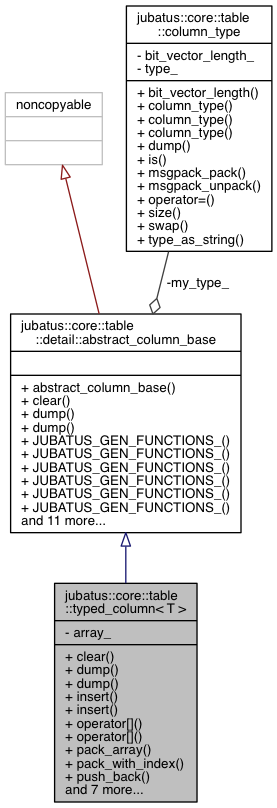 jubatus::core::table
::column_type
- bit_vector_length_
- type_
+ bit_vector_length()
+ column_type()
+ column_type()
+ column_type()
+ dump()
+ is()
+ msgpack_pack()
+ msgpack_unpack()
+ operator=()
+ size()
+ swap()
+ type_as_string()
noncopyable
-my_type_
jubatus::core::table
::detail::abstract_column_base
+ abstract_column_base()
+ clear()
+ dump()
+ dump()
+ JUBATUS_GEN_FUNCTIONS_()
+ JUBATUS_GEN_FUNCTIONS_()
+ JUBATUS_GEN_FUNCTIONS_()
+ JUBATUS_GEN_FUNCTIONS_()
+ JUBATUS_GEN_FUNCTIONS_()
+ JUBATUS_GEN_FUNCTIONS_()
and 11 more...
jubatus::core::table
::typed_column< T >
- array_
+ clear()
+ dump()
+ dump()
+ insert()
+ insert()
+ operator[]()
+ operator[]()
+ pack_array()
+ pack_with_index()
+ push_back()
and 7 more...